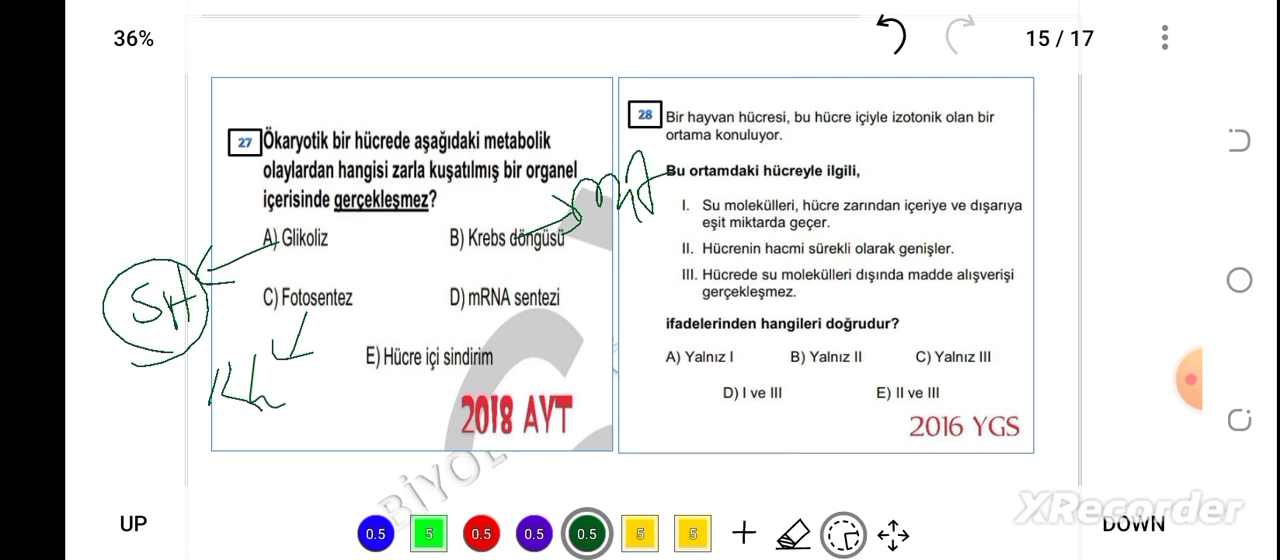 36%
15 / 17
27
Ökaryotik bir hücrede aşağıdaki metabolik
olaylardan hangisi zarla kuşatılmış bir organel
içerisinde gerçekleşmez?
A) Glikoliz
B) Krebs döngüsü
C) Fotosentez
D) mRNA sentezi
E) Hücre içi sindirim
2018 AYT
SH
28
Bir hayvan hücresi, bu hücre içiyle izotonik olan bir
ortama konuluyor.
Bu ortamdaki hücreyle ilgili,
I. Su molekülleri, hücre zarından içeriye ve dışarıya
eşit miktarda geçer.
II. Hücrenin hacmi sürekli olarak genişler.
III. Hücrede su molekülleri dışında madde alışverişi
gerçekleşmez.
ifadelerinden hangileri doğrudur?
A) Yalnız I
B) Yalnız II
C) Yalnız III
D) I ve III
E) II ve III
2016 YGS
BİYOL
UP
0.5
5
0.5
0.5
0.5
5
5
XRecorder
DOWN